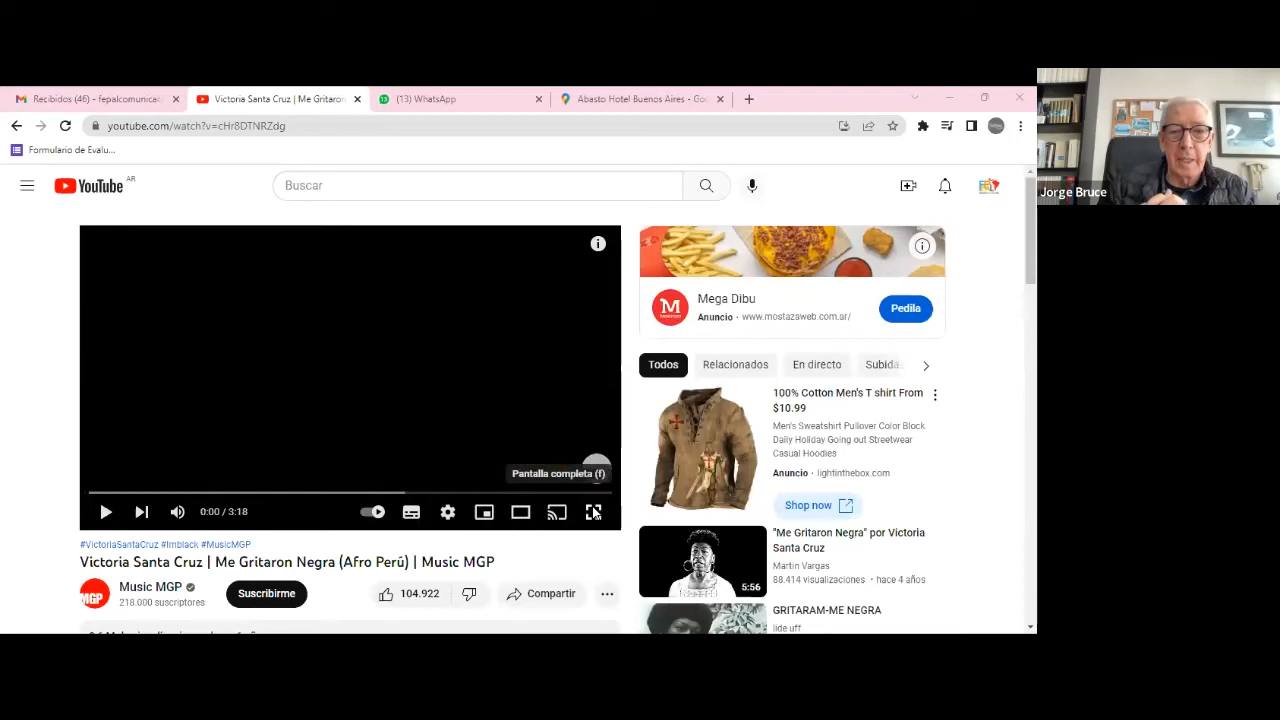 Recibidos (46) - fepalcomunicac
Victoria Santa Cruz | Me Gritaron
(13) WhatsApp
Abasto Hotel Buenos Aires - Goo
youtube.com/watch?v=cHr8DTNRZdg
Formulario de Evalu...
YouTube AR
Buscar
Mega Dibu
Anuncio · www.mostazaweb.com.ar/
Pedila
Todos
Relacionados
En directo
Subida
100% Cotton Men's T shirt From
$10.99
Men's Sweatshirt Pullover Color Block
Daily Holiday Going out Streetwear
Casual Hoodies
Anuncio · lightinthebox.com
Shop now
Pantalla completa (f)
0:00 / 3:18
#VictoriaSantaCruz #Imblack #MusicMGP
Victoria Santa Cruz | Me Gritaron Negra (Afro Perú) | Music MGP
MGP
Music MGP
218.000 suscriptores
Suscribirme
104.922
Compartir
5:56
"Me Gritaron Negra" por Victoria
Santa Cruz
Martin Vargas
88.414 visualizaciones · hace 4 años
GRITARAM-ME NEGRA
lide uff
Jorge Bruce